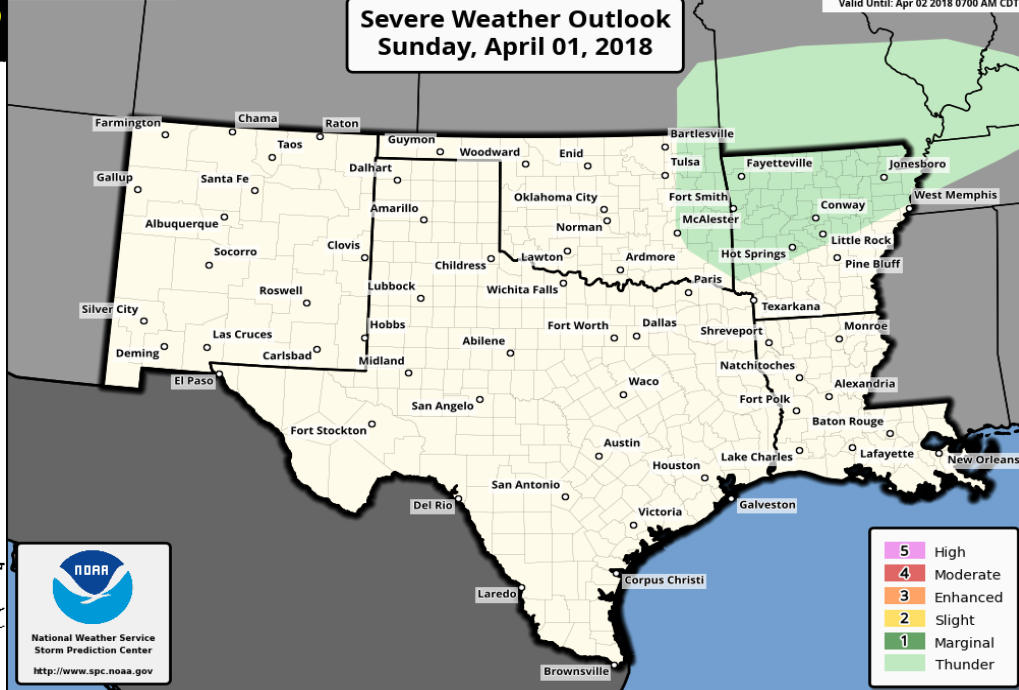 Valid Until: Apr 02 2018 0700 AM CDT
Severe Weather Outlook
Sunday, April 01, 2018
Farmington
Chama
Raton
Taos
Guymon
Woodward
Enid
Bartlesville
Tulsa
Fayetteville
Jonesboro
Gallup
Santa Fe
Dalhart
Fort Smith
West Memphis
Albuquerque
Amarillo
Oklahoma City
McAlester
Conway
Norman
Little Rock
Socorro
Clovis
Childress
Lawton
Ardmore
Hot Springs
Pine Bluff
Roswell
Lubbock
Wichita Falls
Paris
Texarkana
Silver City
Las Cruces
Hobbs
Fort Worth
Dallas
Shreveport
Monroe
Deming
Carlsbad
Midland
Abilene
Natchitoches
El Paso
Waco
Alexandria
San Angelo
Fort Polk
Fort Stockton
Baton Rouge
Austin
Lake Charles
Lafayette
New Orleans
Houston
San Antonio
Del Rio
Galveston
Victoria
Corpus Christi
Laredo
Brownsville
NOAA
National Weather Service
Storm Prediction Center
http://www.spc.noaa.gov
5 High
4 Moderate
3 Enhanced
2 Slight
1 Marginal
Thunder